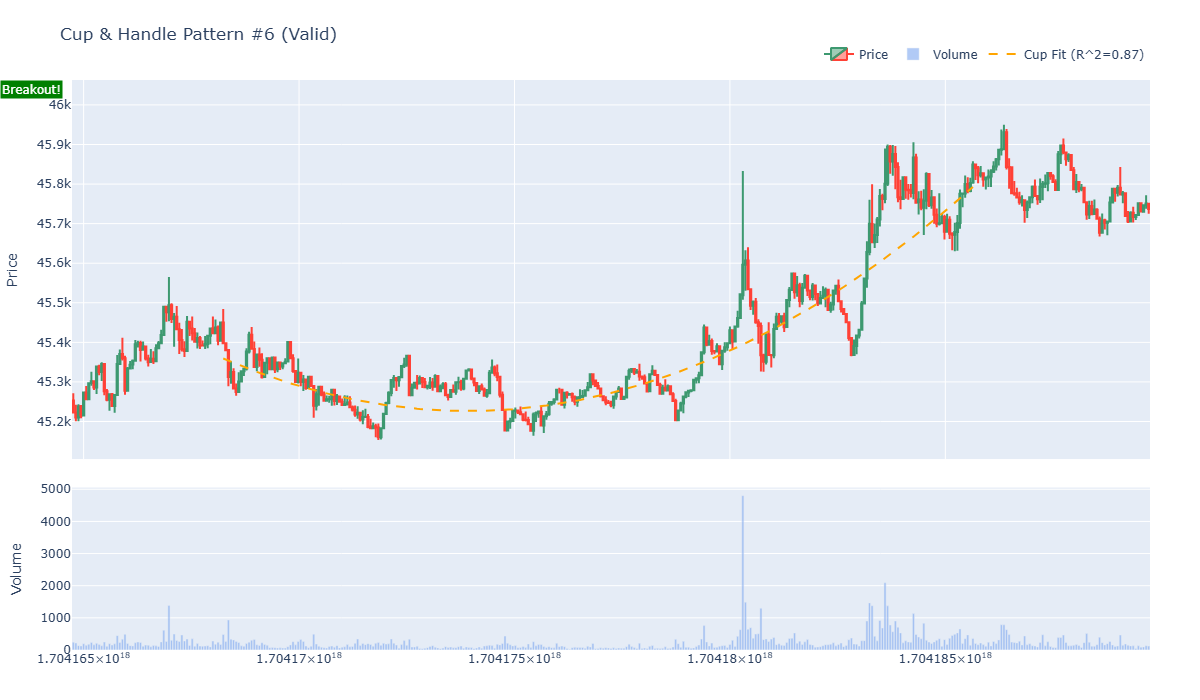 Cup & Handle Pattern #6 (Valid)
Price
Volume
Cup Fit (R^2=0.87)
Breakout!
46k
45.9k
45.8k
45.7k
45.6k
45.5k
45.4k
45.3k
45.2k
Price
5000
4000
3000
2000
1000
0
Volume
1.704165×10¹⁸
1.70417×10¹⁸
1.704175×10¹⁸
1.70418×10¹⁸
1.704185×10¹⁸